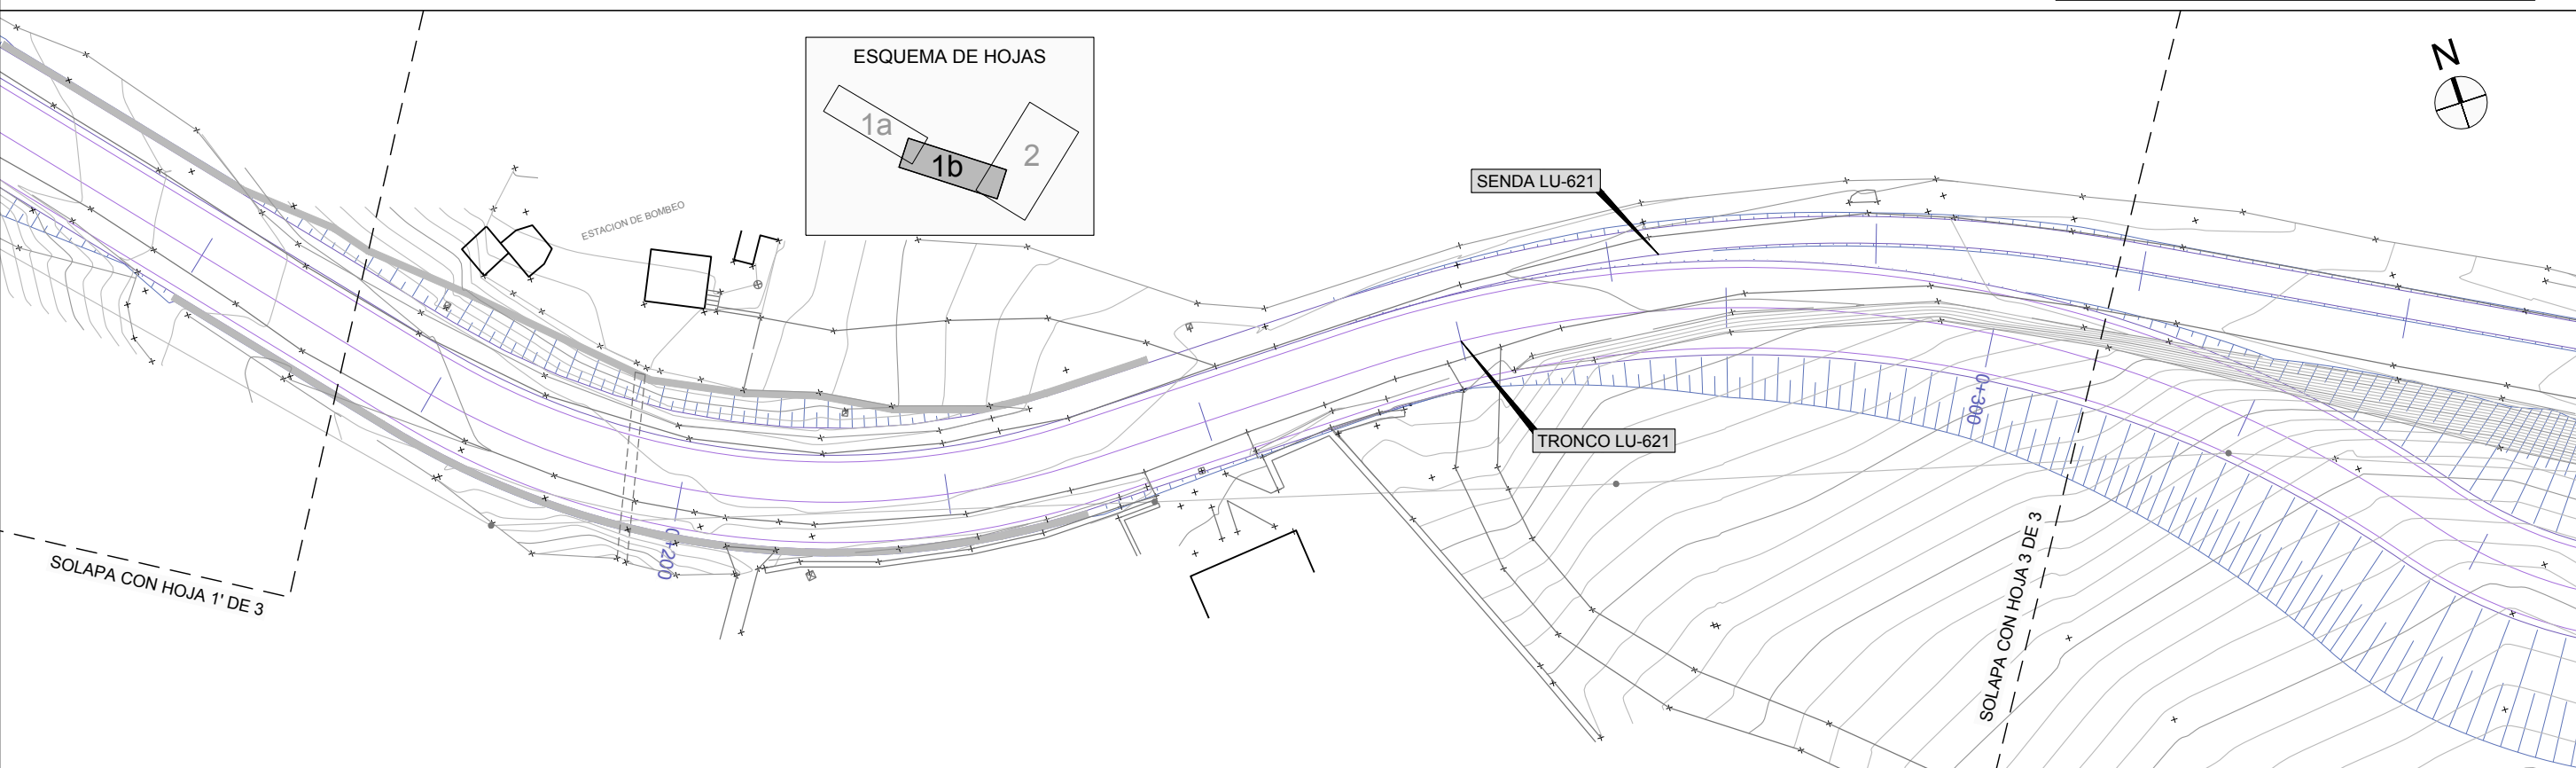 ESQUEMA DE HOJAS
1a
1b
2
N
SENDA LU-621
ESTACION DE BOMBEO
0+300
TRONCO LU-621
0+200
SOLAPA CON HOJA 1' DE 3
SOLAPA CON HOJA 3 DE 3